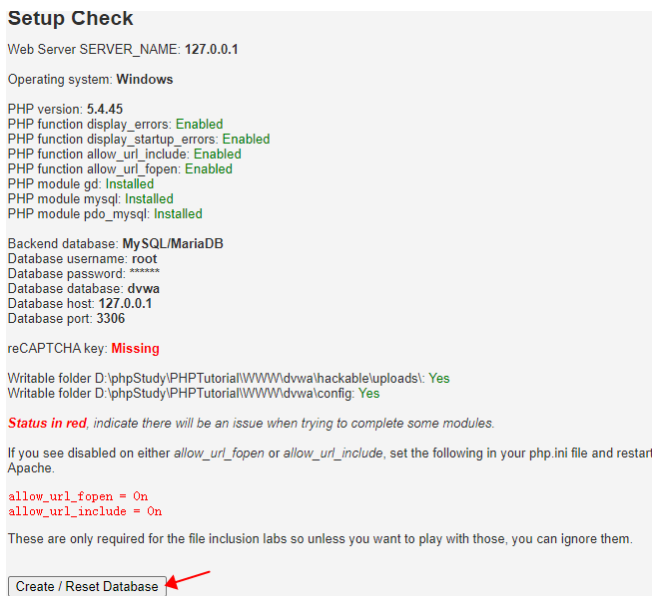 Setup Check
Web Server SERVER_NAME: 127.0.0.1
Operating system: Windows
PHP version: 5.4.45
PHP function display_errors: Enabled
PHP function display_startup_errors: Enabled
PHP function allow_url_include: Enabled
PHP function allow_url_fopen: Enabled
PHP module gd: Installed
PHP module mysql: Installed
PHP module pdo_mysql: Installed
Backend database: MySQL/MariaDB
Database username: root
Database password: ******
Database database: dvwa
Database host: 127.0.0.1
Database port: 3306
reCAPTCHA key: Missing
Writable folder D:\phpStudy\PHPTutorial\WWW\dvwa\hackable\uploads\: Yes
Writable folder D:\phpStudy\PHPTutorial\WWW\dvwa\config: Yes
Status in red, indicate there will be an issue when trying to complete some modules.
If you see disabled on either allow_url_fopen or allow_url_include, set the following in your php.ini file and restart
Apache.
allow_url_fopen = On
allow_url_include = On
These are only required for the file inclusion labs so unless you want to play with those, you can ignore them.
Create / Reset Database